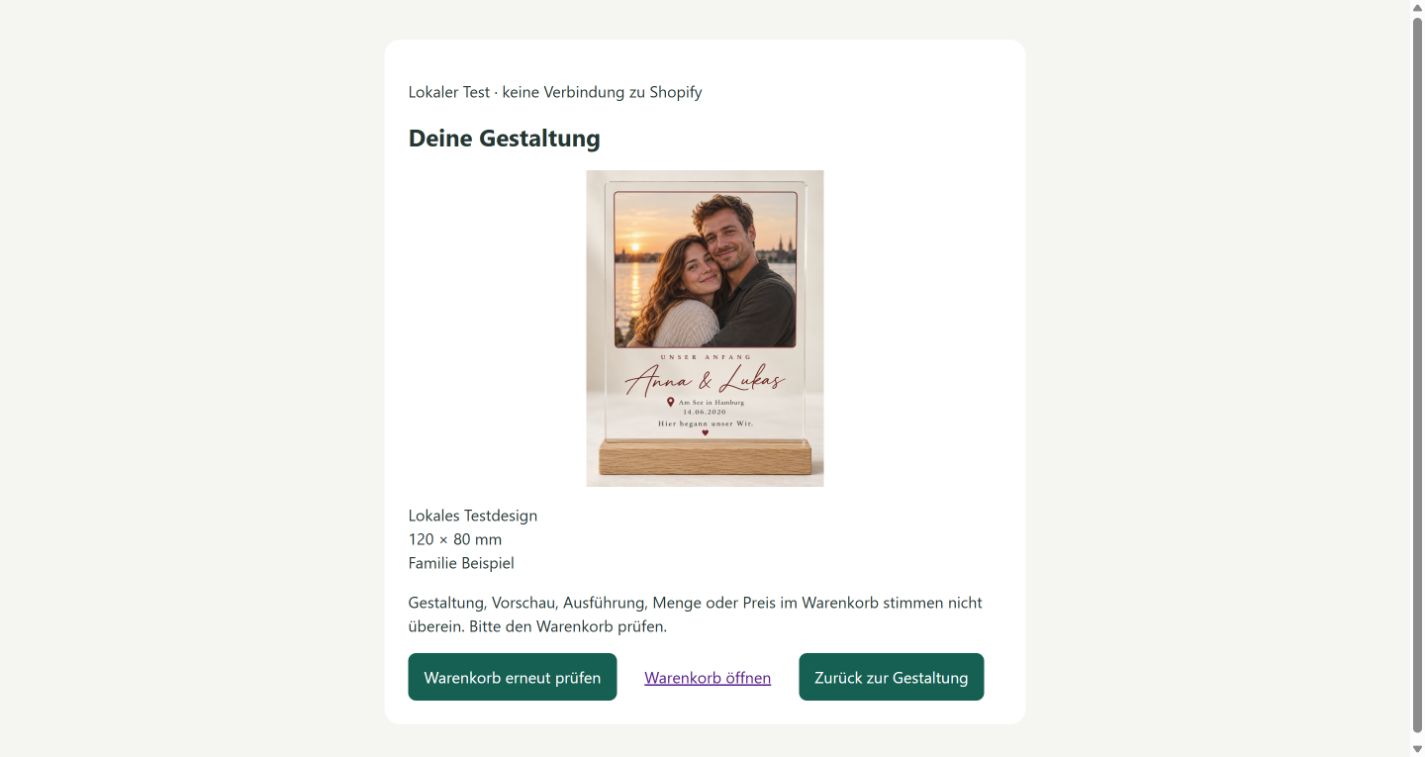 Lokaler Test · keine Verbindung zu Shopify
Deine Gestaltung
UNSER ANFANG
Anna & Lukas
Am See in Hamburg
14.06.2020
Hier begann unser Wir.
Lokales Testdesign
120 × 80 mm
Familie Beispiel
Gestaltung, Vorschau, Ausführung, Menge oder Preis im Warenkorb stimmen nicht
überein. Bitte den Warenkorb prüfen.
Warenkorb erneut prüfen
Warenkorb öffnen
Zurück zur Gestaltung